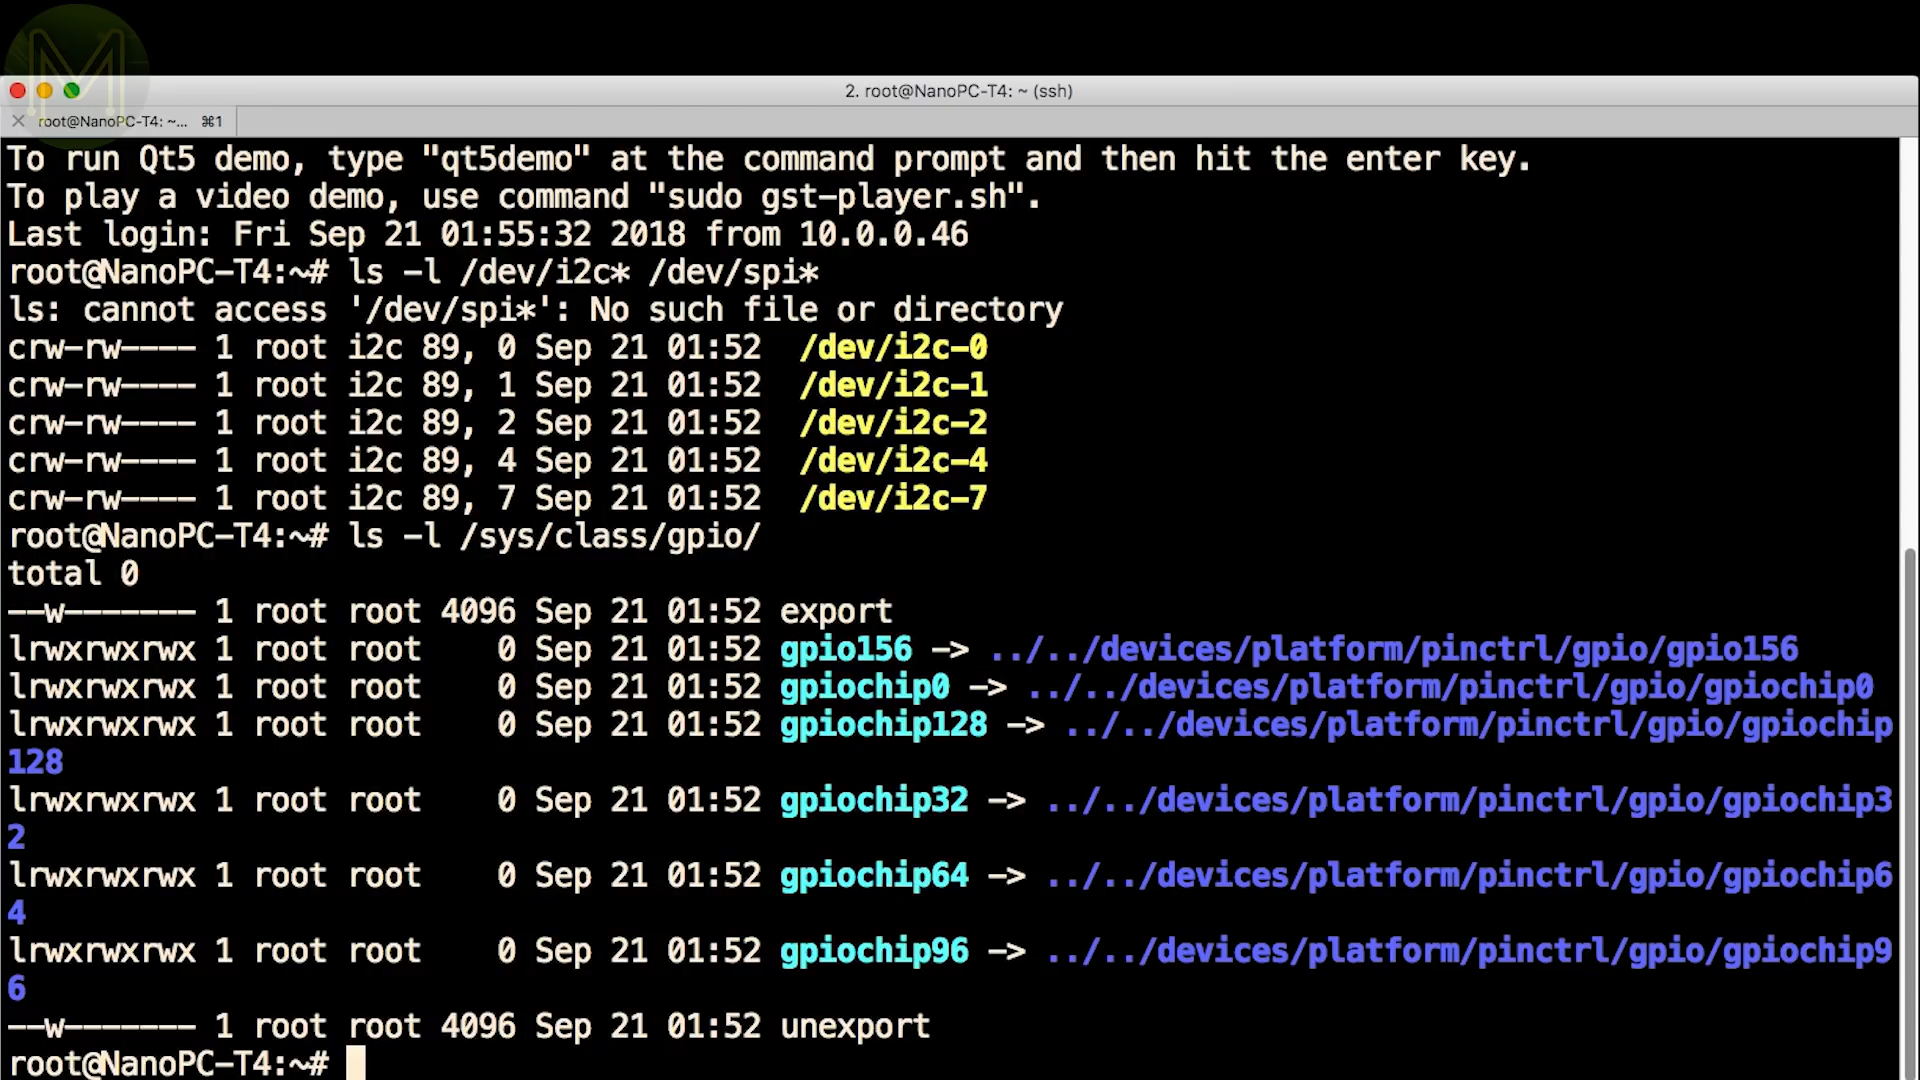 M
2. root@NanoPC-T4: ~ (ssh)
root@NanoPC-T4: ~... ⌘1
To run Qt5 demo, type "qt5demo" at the command prompt and then hit the enter key.
To play a video demo, use command "sudo gst-player.sh".
Last login: Fri Sep 21 01:55:32 2018 from 10.0.0.46
root@NanoPC-T4:~# ls -l /dev/i2c* /dev/spi*
ls: cannot access '/dev/spi*': No such file or directory
crw-rw---- 1 root i2c 89, 0 Sep 21 01:52  /dev/i2c-0
crw-rw---- 1 root i2c 89, 1 Sep 21 01:52  /dev/i2c-1
crw-rw---- 1 root i2c 89, 2 Sep 21 01:52  /dev/i2c-2
crw-rw---- 1 root i2c 89, 4 Sep 21 01:52  /dev/i2c-4
crw-rw---- 1 root i2c 89, 7 Sep 21 01:52  /dev/i2c-7
root@NanoPC-T4:~# ls -l /sys/class/gpio/
total 0
--w------- 1 root root 4096 Sep 21 01:52 export
lrwxrwxrwx 1 root root    0 Sep 21 01:52 gpio156 -> ../../devices/platform/pinctrl/gpio/gpio156
lrwxrwxrwx 1 root root    0 Sep 21 01:52 gpiochip0 -> ../../devices/platform/pinctrl/gpio/gpiochip0
lrwxrwxrwx 1 root root    0 Sep 21 01:52 gpiochip128 -> ../../devices/platform/pinctrl/gpio/gpiochip
128
lrwxrwxrwx 1 root root    0 Sep 21 01:52 gpiochip32 -> ../../devices/platform/pinctrl/gpio/gpiochip3
2
lrwxrwxrwx 1 root root    0 Sep 21 01:52 gpiochip64 -> ../../devices/platform/pinctrl/gpio/gpiochip6
4
lrwxrwxrwx 1 root root    0 Sep 21 01:52 gpiochip96 -> ../../devices/platform/pinctrl/gpio/gpiochip9
6
--w------- 1 root root 4096 Sep 21 01:52 unexport
root@NanoPC-T4:~#